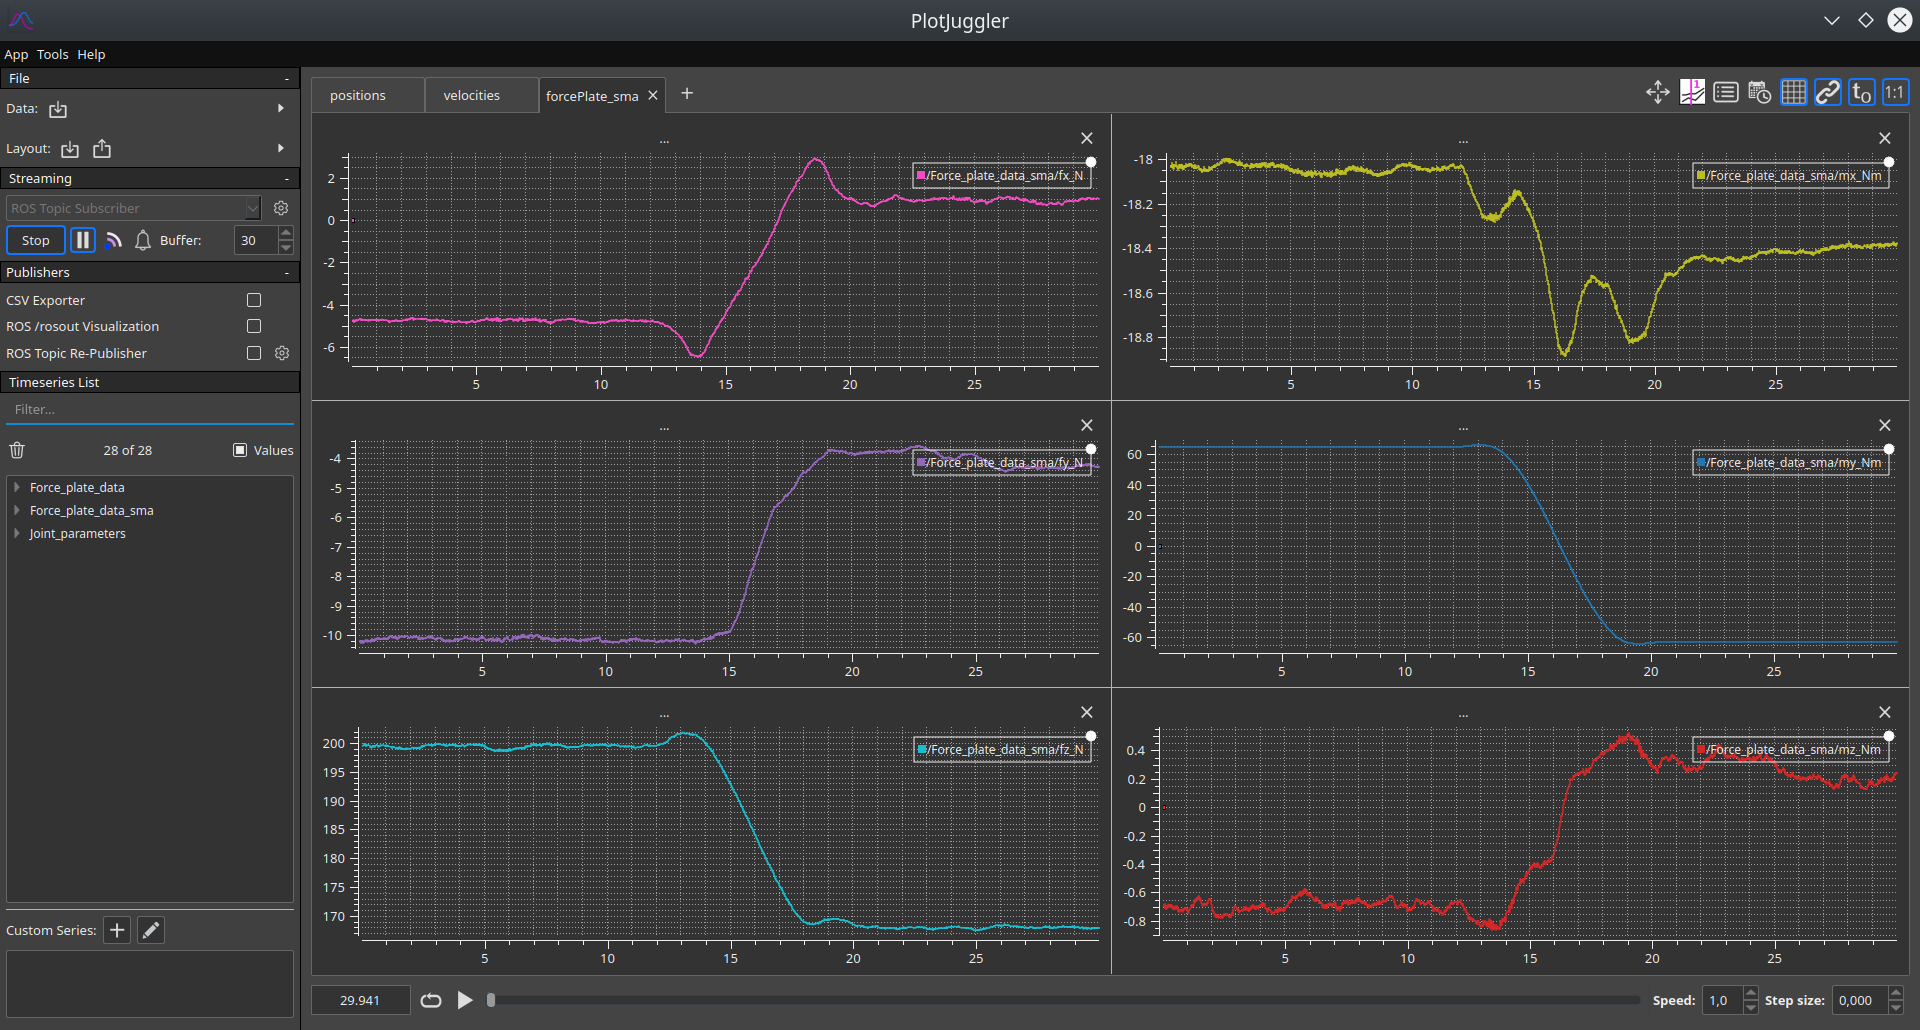 PlotJuggler
App Tools Help
File -
Data:
Layout:
Streaming -
ROS Topic Subscriber
Stop Buffer: 30
Publishers -
CSV Exporter
ROS /rosout Visualization
ROS Topic Re-Publisher
Timeseries List
Filter...
28 of 28 Values
Force_plate_data
Force_plate_data_sma
Joint_parameters
Custom Series:
positions velocities forcePlate_sma +
1 t0 1:1
...
/Force_plate_data_sma/fx_N
2
0
-2
-4
-6
5 10 15 20 25
...
/Force_plate_data_sma/mx_Nm
-18
-18.2
-18.4
-18.6
-18.8
5 10 15 20 25
...
/Force_plate_data_sma/fy_N
-4
-5
-6
-7
-8
-9
-10
5 10 15 20 25
...
/Force_plate_data_sma/my_Nm
60
40
20
0
-20
-40
-60
5 10 15 20 25
...
/Force_plate_data_sma/fz_N
200
195
190
185
180
175
170
5 10 15 20 25
...
/Force_plate_data_sma/mz_Nm
0.4
0.2
0
-0.2
-0.4
-0.6
-0.8
5 10 15 20 25
29.941 Speed: 1,0 Step size: 0,000